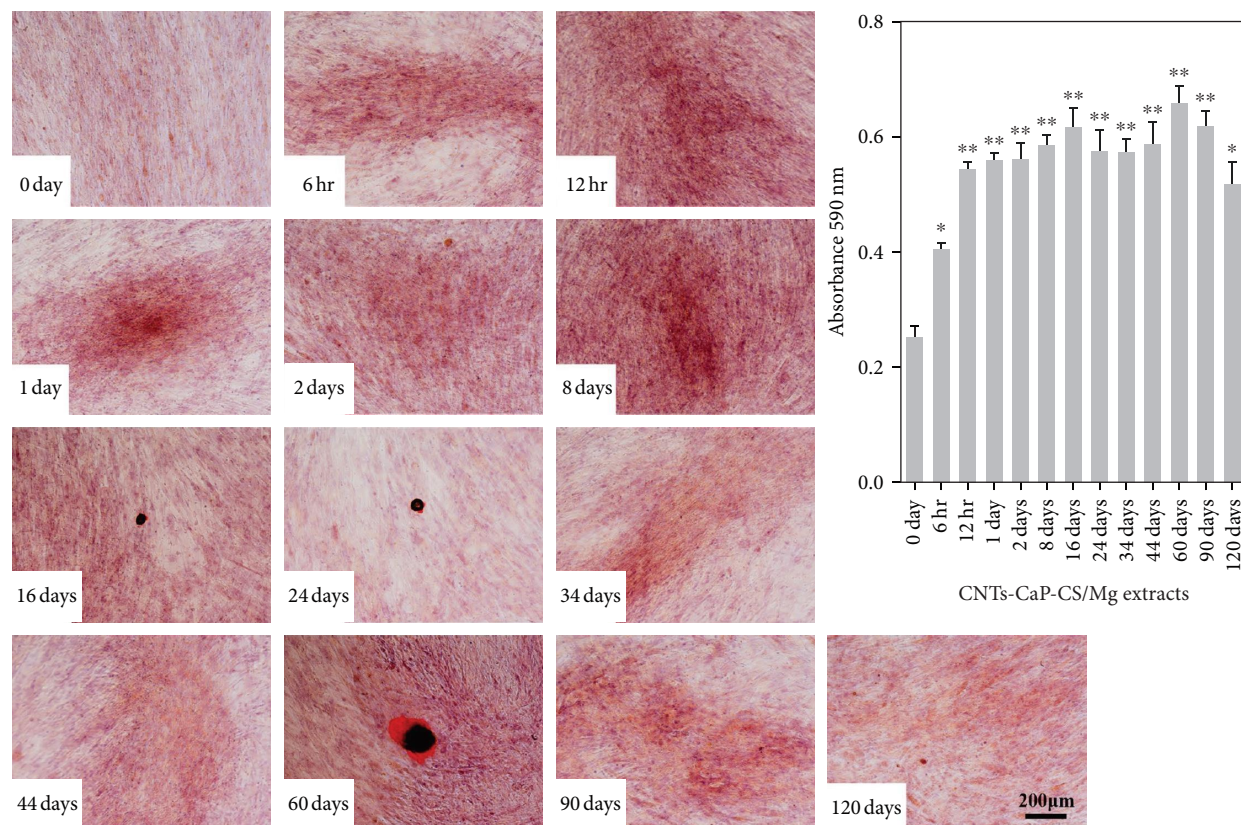 0 day
6 hr
12 hr
1 day
2 days
8 days
16 days
24 days
34 days
44 days
60 days
90 days
120 days
200μm
0.8
0.6
0.4
0.2
0.0
Absorbance 590 nm
*
**
**
**
**
**
**
**
**
**
**
*
0 day
6 hr
12 hr
1 day
2 days
8 days
16 days
24 days
34 days
44 days
60 days
90 days
120 days
CNTs-CaP-CS/Mg extracts